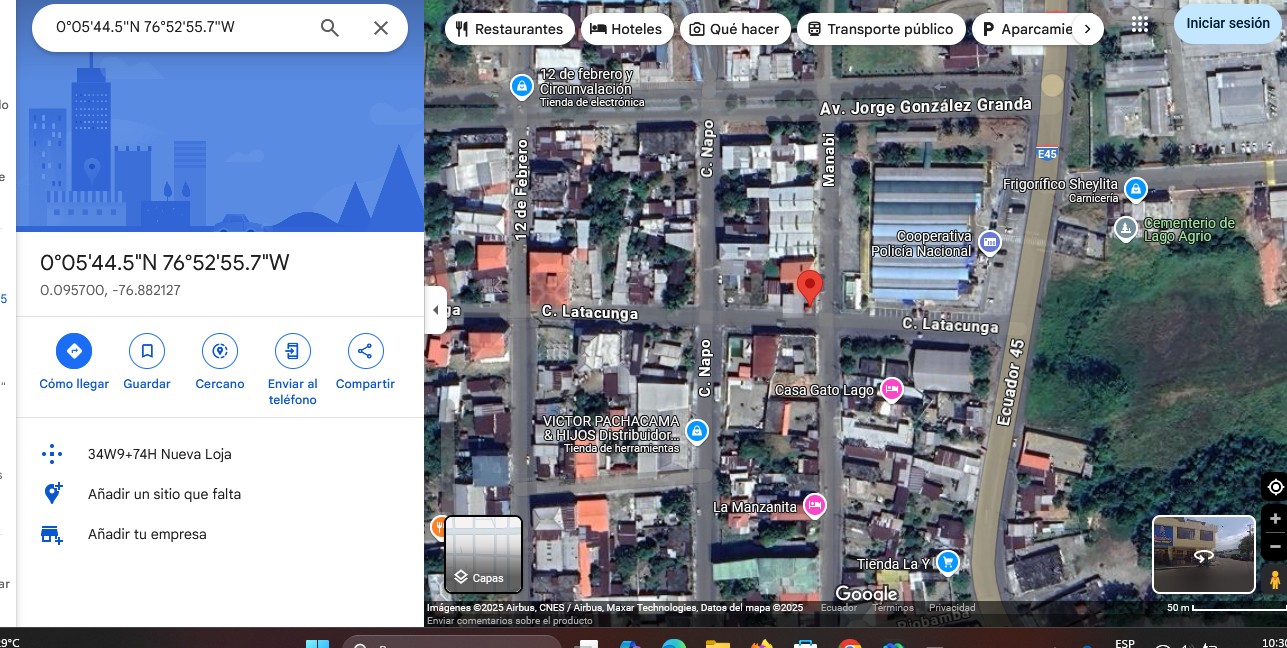 0°05'44.5"N 76°52'55.7"W
Restaurantes
Hoteles
Qué hacer
Transporte público
Aparcamie
Iniciar sesión
0°05'44.5"N 76°52'55.7"W
0.095700, -76.882127
Cómo llegar
Guardar
Cercano
Enviar al
teléfono
Compartir
34W9+74H Nueva Loja
Añadir un sitio que falta
Añadir tu empresa
12 de febrero y
Circunvalación
Tienda de electrónica
Av. Jorge González Granda
12 de Febrero
C. Napo
Manabi
E45
Frigorífico Sheylita
Carnicería
Cementerio de
Lago Agrio
Cooperativa
Policia Nacional
ga
C. Latacunga
C. Latacunga
C. Napo
Ecuador 45
Casa Gato Lago
VICTOR PACHACAMA
& HIJOS Distribuidor...
Tienda de herramientas
La Manzanita
Tienda La Y
Capas
Google
Imágenes ©2025 Airbus, CNES / Airbus, Maxar Technologies, Datos del mapa ©2025
Ecuador
Términos
Privacidad
50 m
Enviar comentarios sobre el producto
Riobamba
9°C
ESP
10:30